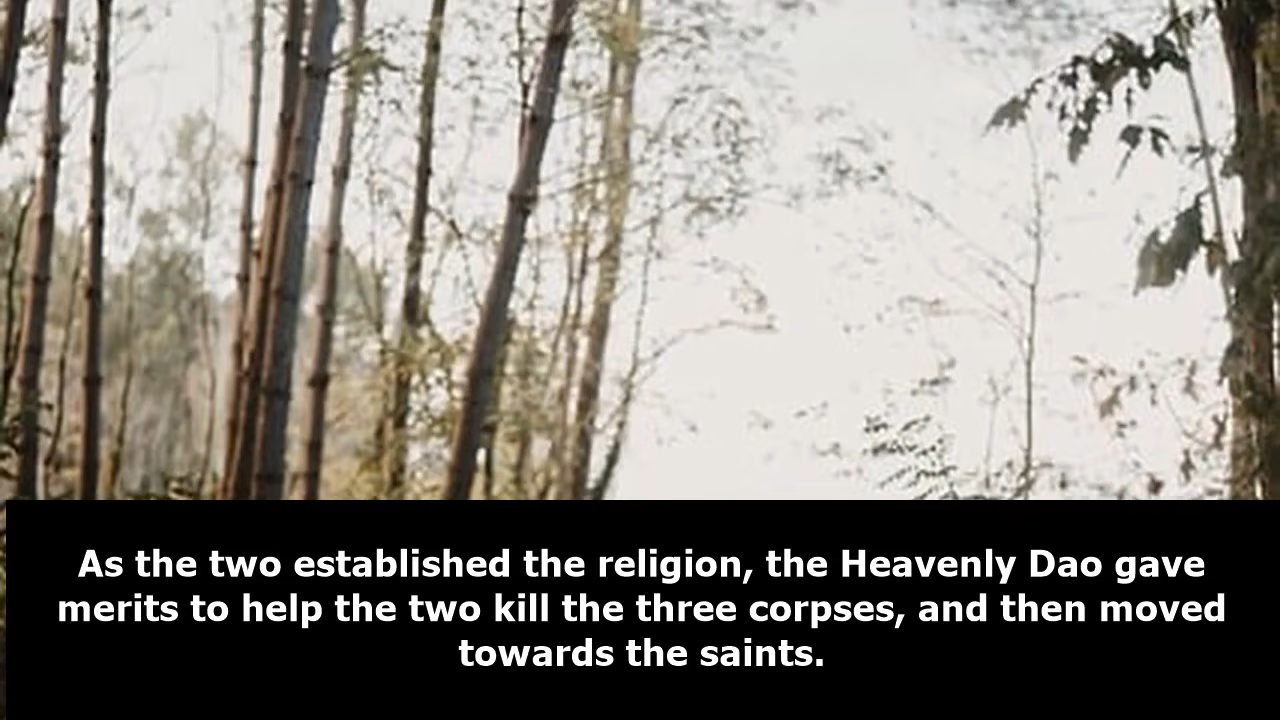 As the two established the religion, the Heavenly Dao gave
merits to help the two kill the three corpses, and then moved
towards the saints.